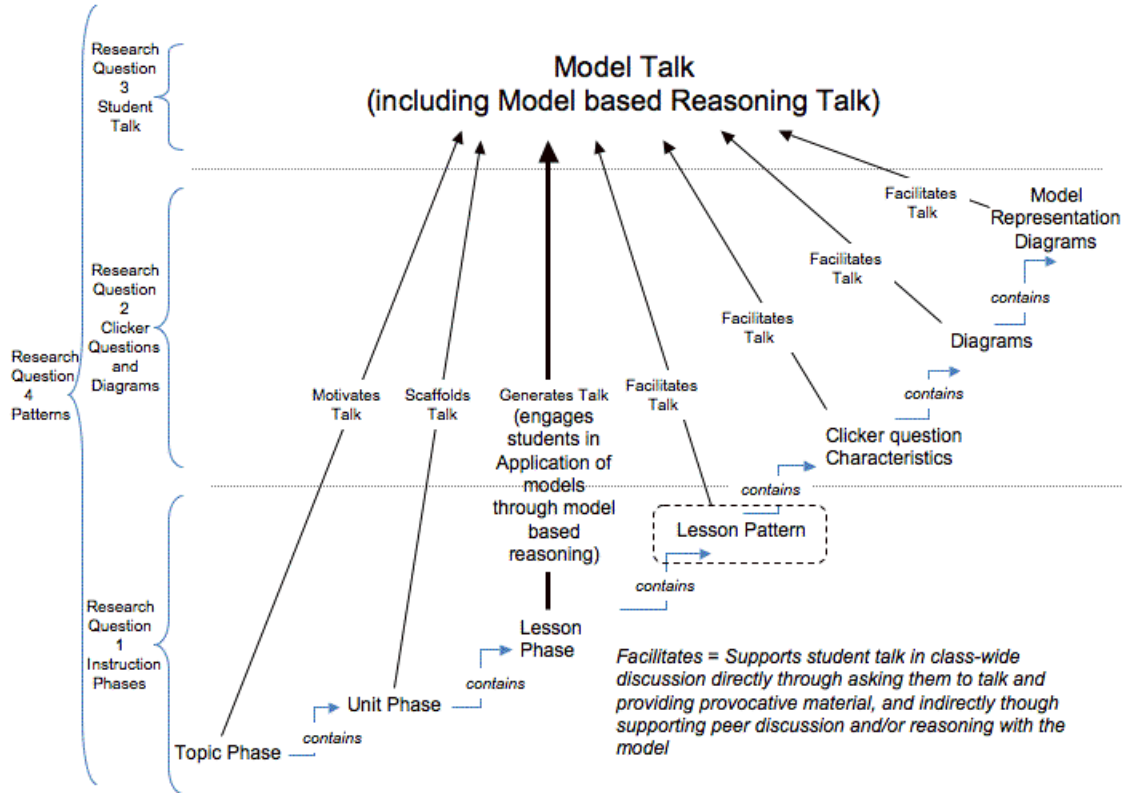 Research
Question
3
Student
Talk
Model Talk
(including Model based Reasoning Talk)
Research
Question
4
Patterns
Research
Question
2
Clicker
Questions
and
Diagrams
Facilitates
Talk
Model
Representation
Diagrams
Facilitates
Talk
contains
Facilitates
Talk
Diagrams
Motivates
Talk
Scaffolds
Talk
Generates Talk
(engages
students in
Application of
models
through model
based
reasoning)
Facilitates
Talk
contains
Clicker question
Characteristics
contains
Lesson Pattern
contains
Research
Question
1
Instruction
Phases
Lesson
Phase
contains
Unit Phase
contains
Topic Phase
Facilitates = Supports student talk in class-wide
discussion directly through asking them to talk and
providing provocative material, and indirectly though
supporting peer discussion and/or reasoning with the
model